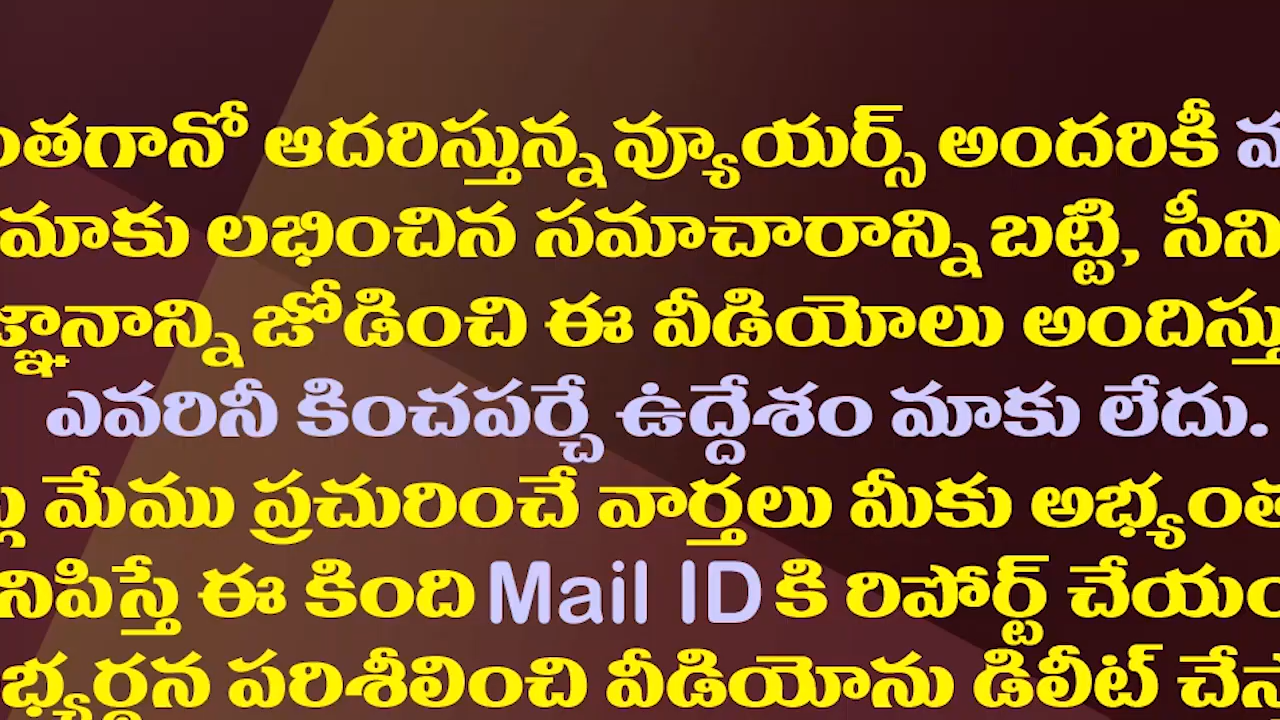 ంతగానో ఆదరిస్తున్న వ్యూయర్స్ అందరికీ
మాకు లభించిన సమాచారాన్ని బట్టి, సీని
జ్ఞానాన్ని జోడించి ఈ వీడియోలు అందిస్తు
ఎవరినీ కించపర్చే ఉద్దేశం మాకు లేదు.
మేము ప్రచురించే వార్తలు మీకు అభ్యంత
నిపిస్తే ఈ కింది Mail ID కి రిపోర్ట్ చేయం
భ్యర్థన పరిశీలించి వీడియోను డిలీట్ చేస